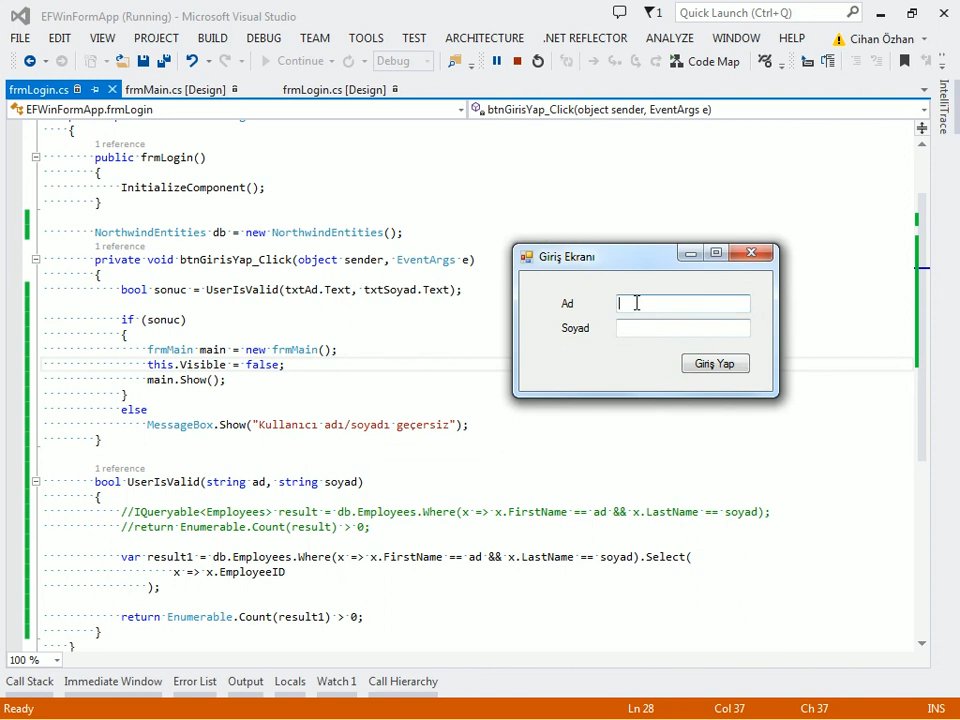 EFWinFormApp (Running) - Microsoft Visual Studio
1
Quick Launch (Ctrl+Q)
FILE EDIT VIEW PROJECT BUILD DEBUG TEAM TOOLS TEST ARCHITECTURE .NET REFLECTOR ANALYZE WINDOW HELP Cihan Özhan
Continue Debug Code Map
frmLogin.cs frmMain.cs [Design] frmLogin.cs [Design]
EFWinFormApp.frmLogin btnGirisYap_Click(object sender, EventArgs e)
IntelliTrace
{
1 reference
public frmLogin()
{
InitializeComponent();
}
NorthwindEntities db = new NorthwindEntities();
1 reference
private void btnGirisYap_Click(object sender, EventArgs e)
{
bool sonuc = UserIsValid(txtAd.Text, txtSoyad.Text);
if (sonuc)
{
frmMain main = new frmMain();
this.Visible = false;
main.Show();
}
else
MessageBox.Show("Kullanıcı adı/soyadı geçersiz");
}
1 reference
bool UserIsValid(string ad, string soyad)
{
//IQueryable<Employees> result = db.Employees.Where(x => x.FirstName == ad && x.LastName == soyad);
//return Enumerable.Count(result) > 0;
var result1 = db.Employees.Where(x => x.FirstName == ad && x.LastName == soyad).Select(
x => x.EmployeeID
);
return Enumerable.Count(result1) > 0;
}
}
Giriş Ekranı
Ad
Soyad
Giriş Yap
100 %
Call Stack Immediate Window Error List Output Locals Watch 1 Call Hierarchy
Ready Ln 28 Col 37 Ch 37 INS